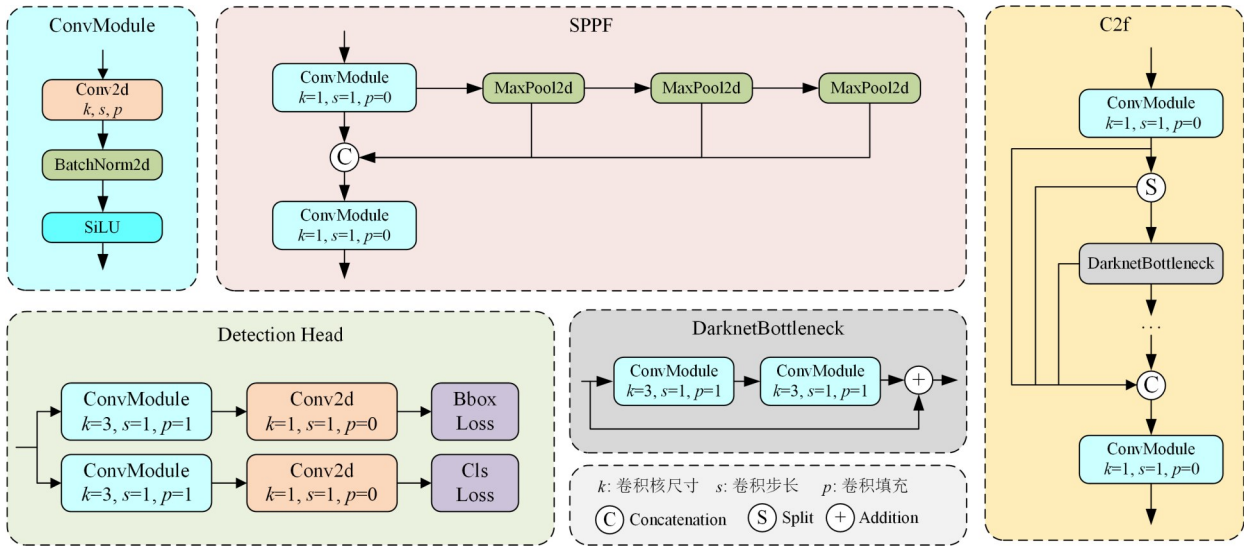 ConvModule
Conv2d
k, s, p
BatchNorm2d
SiLU
SPPF
ConvModule
k=1, s=1, p=0
MaxPool2d
MaxPool2d
MaxPool2d
C
ConvModule
k=1, s=1, p=0
C2f
ConvModule
k=1, s=1, p=0
S
DarknetBottleneck
...
C
ConvModule
k=1, s=1, p=0
Detection Head
ConvModule
k=3, s=1, p=1
Conv2d
k=1, s=1, p=0
Bbox
Loss
ConvModule
k=3, s=1, p=1
Conv2d
k=1, s=1, p=0
Cls
Loss
DarknetBottleneck
ConvModule
k=3, s=1, p=1
ConvModule
k=3, s=1, p=1
+
k: 卷积核尺寸 s: 卷积步长 p: 卷积填充
C Concatenation S Split + Addition